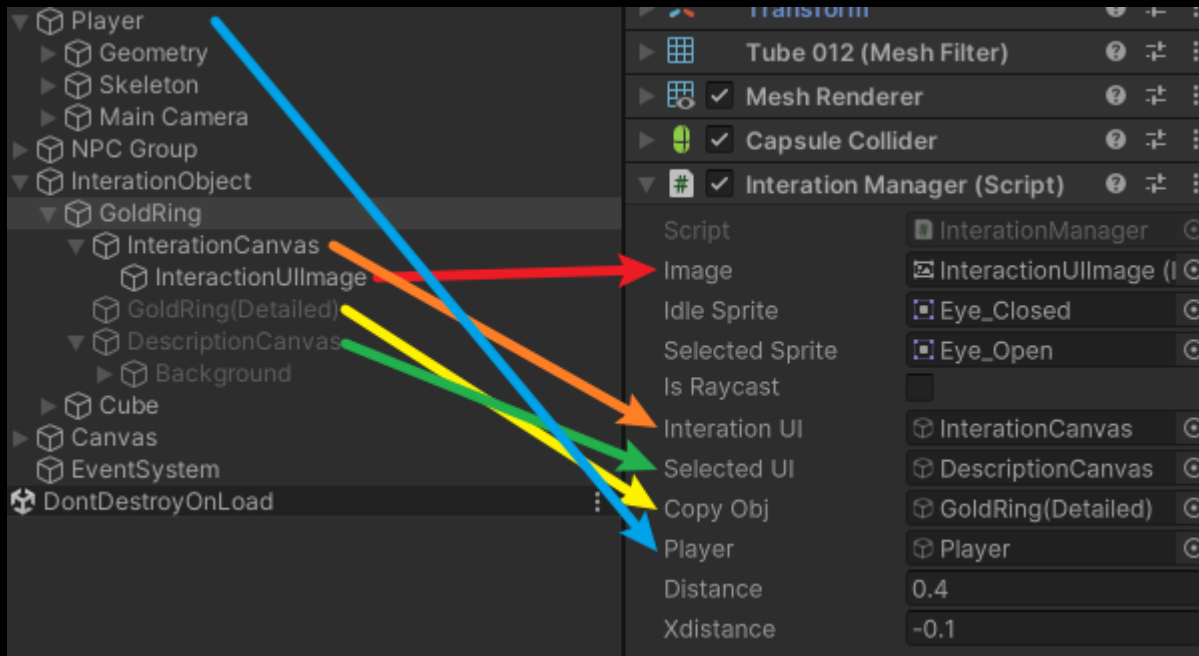 Player
Geometry
Skeleton
Main Camera
NPC Group
InterationObject
GoldRing
InterationCanvas
InteractionUIImage
GoldRing(Detailed)
DescriptionCanvas
Background
Cube
Canvas
EventSystem
DontDestroyOnLoad
Transform
Tube 012 (Mesh Filter)
Mesh Renderer
Capsule Collider
Interation Manager (Script)
Script InterationManager
Image InteractionUIImage (I
Idle Sprite Eye_Closed
Selected Sprite Eye_Open
Is Raycast
Interation UI InterationCanvas
Selected UI DescriptionCanvas
Copy Obj GoldRing(Detailed)
Player Player
Distance 0.4
Xdistance -0.1